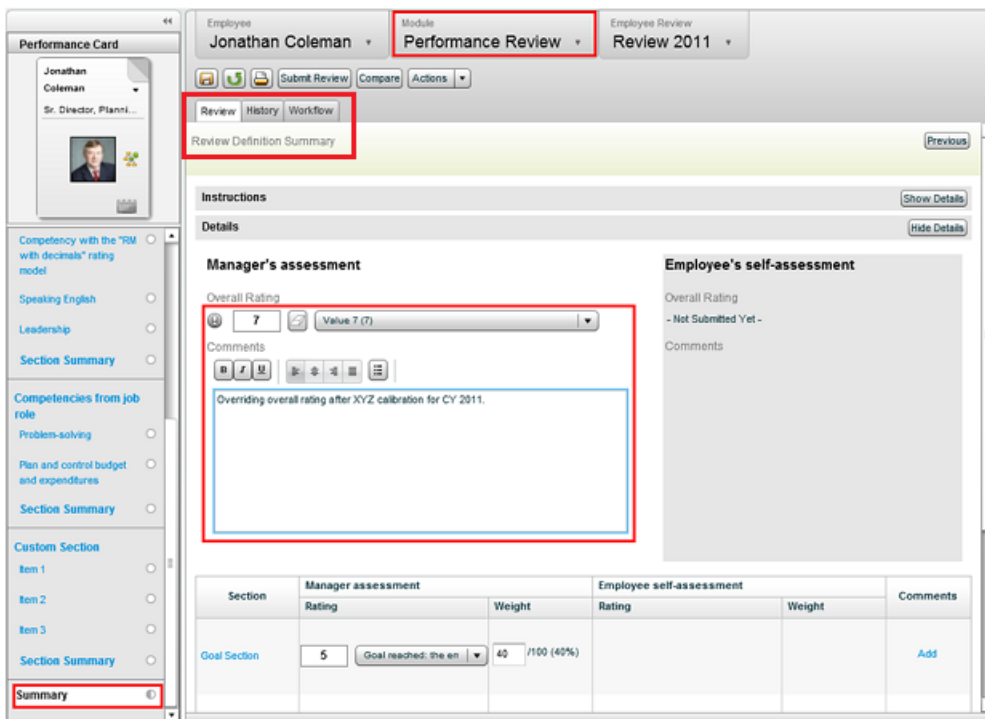 Performance Card
Jonathan
Coleman
Sr. Director, Planni...
Competency with the "RM
with decimals" rating
model
Speaking English
Leadership
Section Summary
Competencies from job
role
Problem-solving
Plan and control budget
and expenditures
Section Summary
Custom Section
Item 1
Item 2
Item 3
Section Summary
Summary
Employee
Jonathan Coleman
Module
Performance Review
Employee Review
Review 2011
Submit Review Compare Actions
Review History Workflow
Review Definition Summary
Previous
Instructions
Show Details
Details
Hide Details
Manager's assessment
Overall Rating
7 Value 7 (7)
Comments
B I U
Overriding overall rating after XYZ calibration for CY 2011.
Employee's self-assessment
Overall Rating
- Not Submitted Yet -
Comments
Section
Manager assessment
Employee self-assessment
Comments
Rating Weight Rating Weight
Goal Section 5 Goal reached: the en 40 /100 (40%) Add